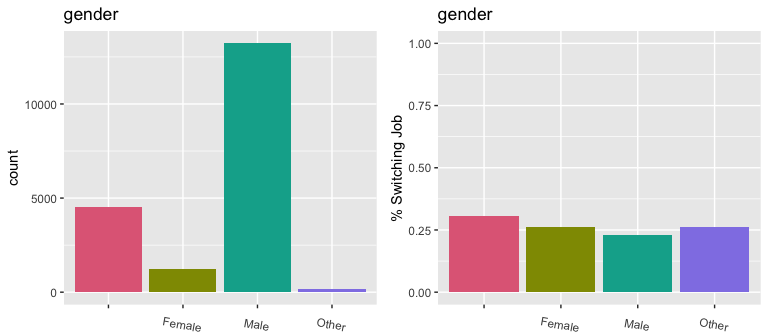 gender
count
10000
5000
0
Female
Male
Other
gender
% Switching Job
1.00
0.75
0.50
0.25
0.00
Female
Male
Other